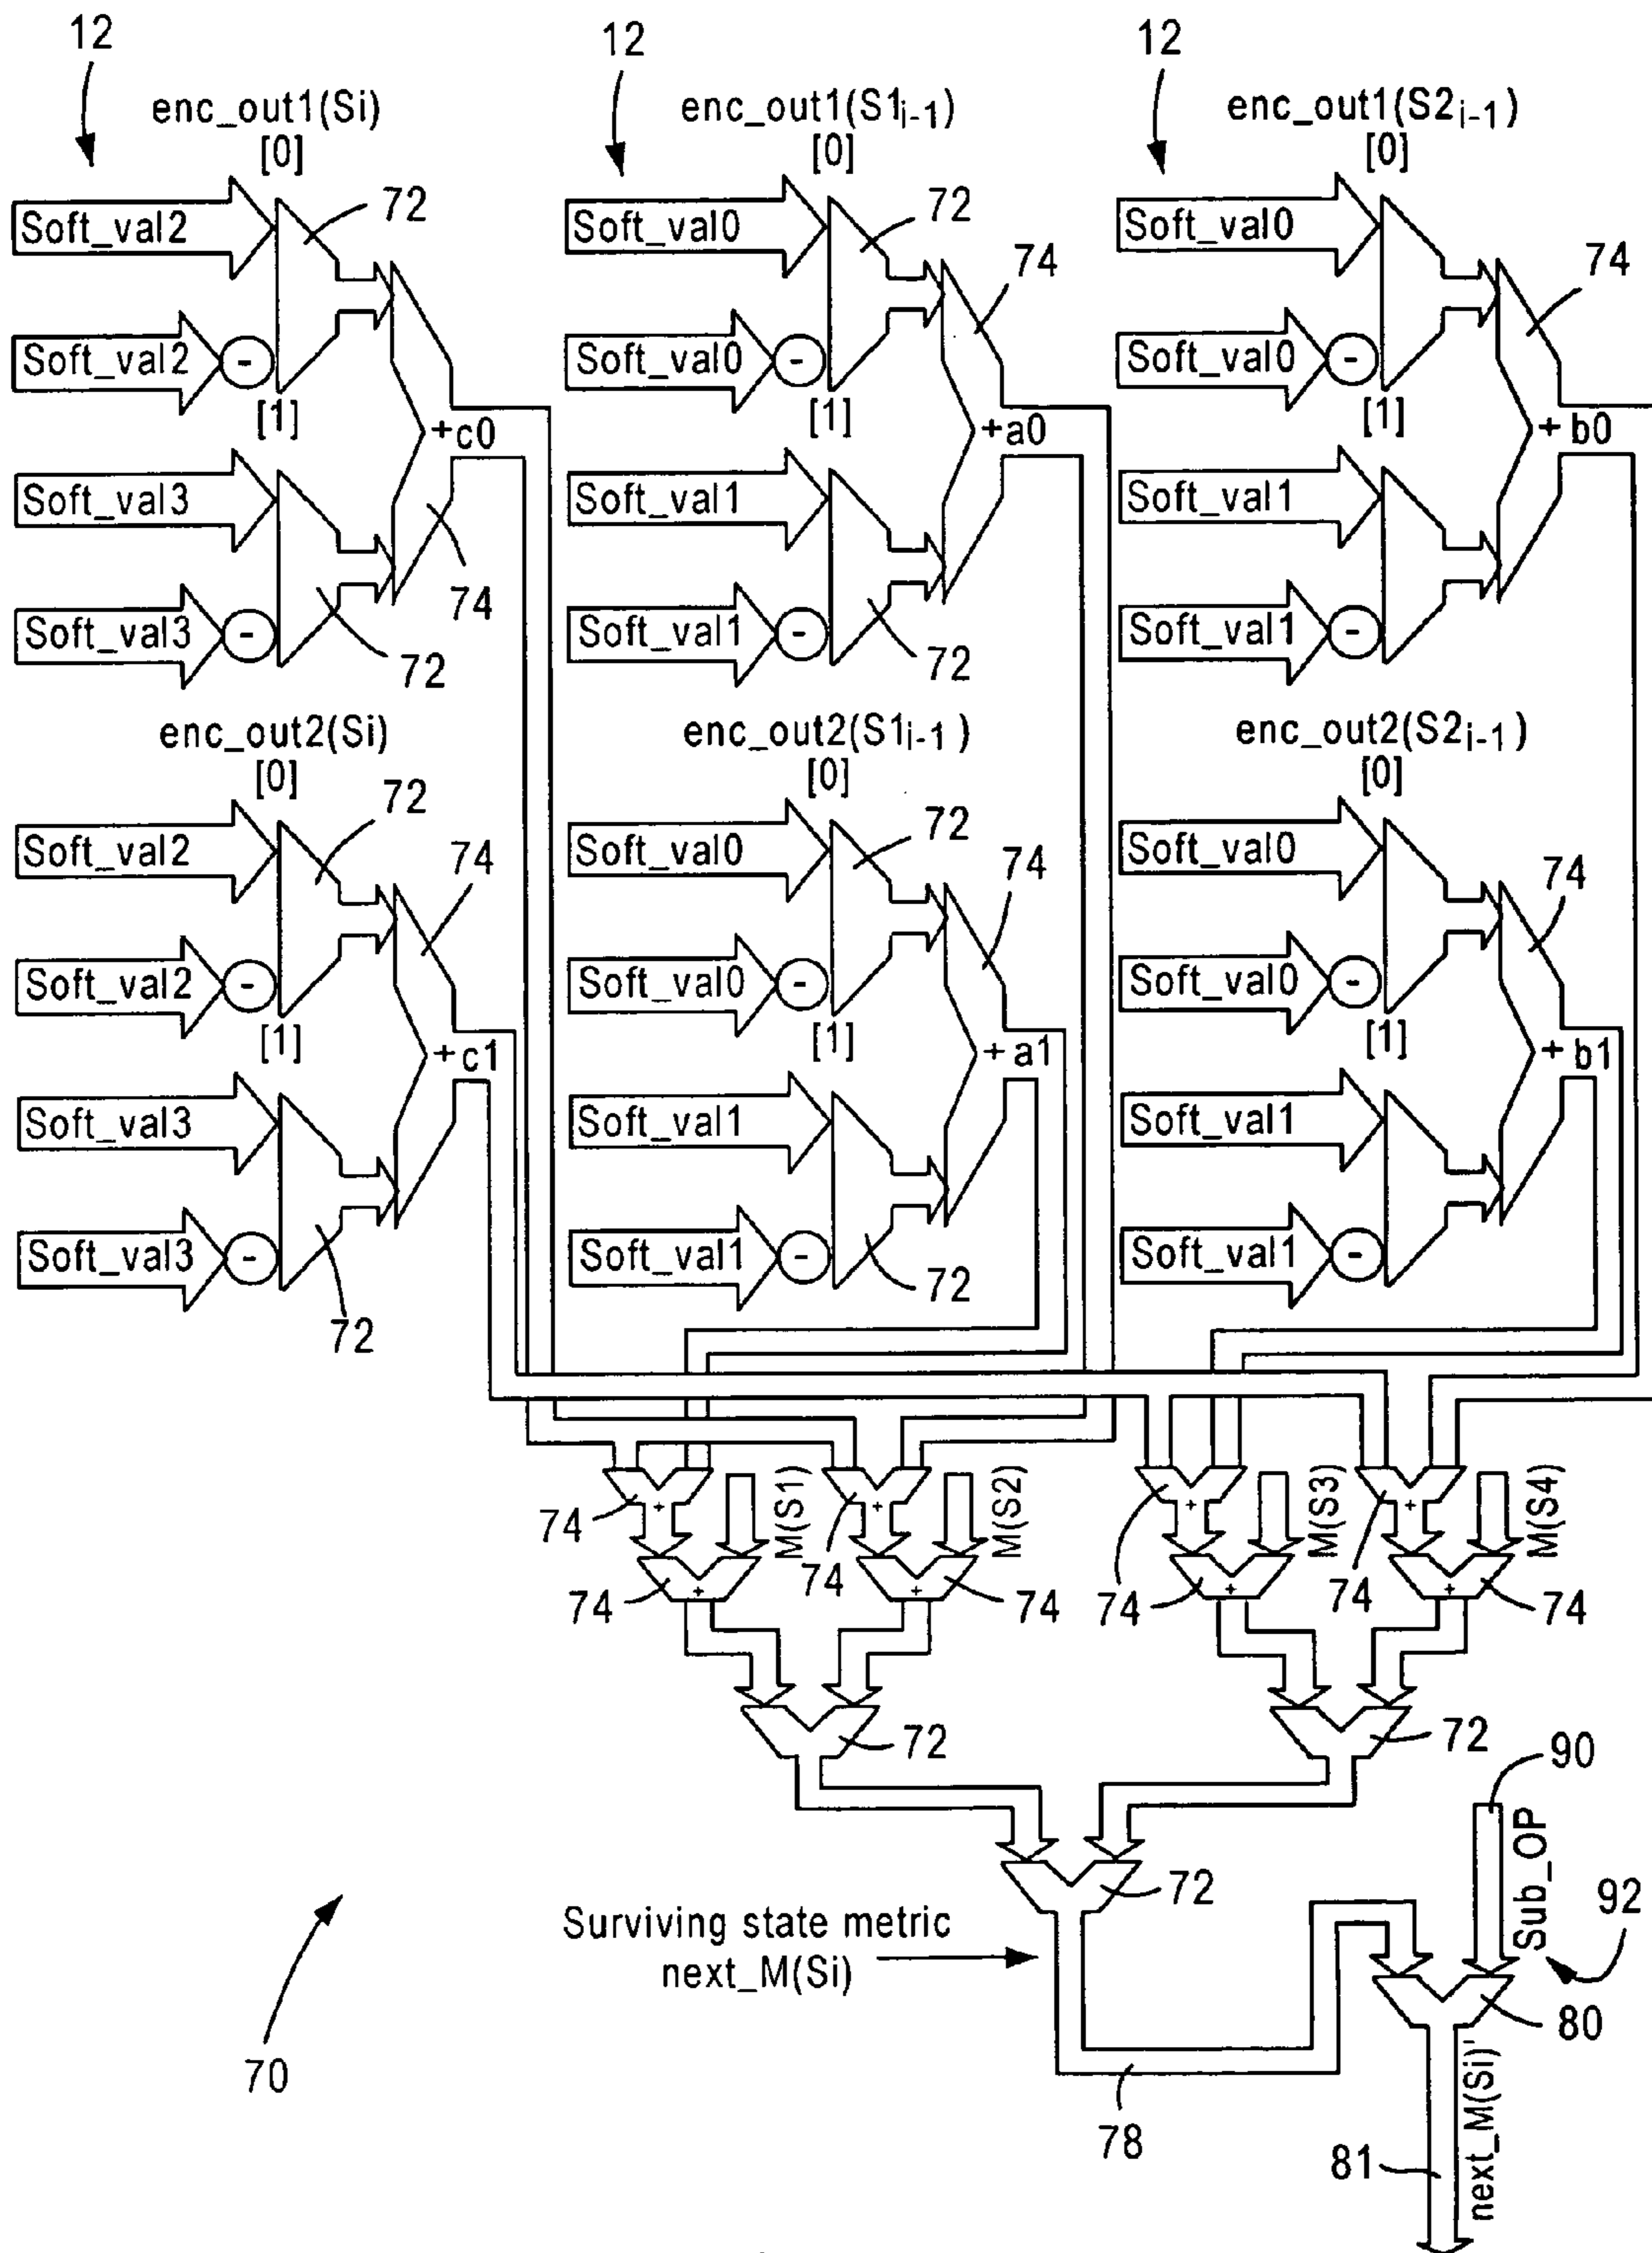 12
12
12
enc_out1(Si)
[0]
enc_out1(S1i-1)
[0]
enc_out1(S2i-1)
[0]
Soft_val2
72
Soft_val0
72
74
Soft_val0
74
Soft_val2
-
[1]
Soft_val0
-
[1]
Soft_val0
-
[1]
+c0
+a0
+b0
Soft_val3
Soft_val1
Soft_val1
Soft_val3
-
72
74
Soft_val1
-
72
Soft_val1
-
enc_out2(Si)
[0]
enc_out2(S1i-1)
[0]
enc_out2(S2i-1)
[0]
Soft_val2
72
74
Soft_val0
72
74
Soft_val0
74
Soft_val2
-
[1]
Soft_val0
-
[1]
Soft_val0
-
[1]
+c1
+a1
+b1
Soft_val3
Soft_val1
Soft_val1
Soft_val3
-
72
Soft_val1
-
72
Soft_val1
-
+
+
+
+
74
M(S1)
74
M(S2)
74
M(S3)
74
M(S4)
+
+
+
+
74
74
74
74
72
72
90
Sub_OP
72
92
Surviving state metric
next_M(Si)
80
70
78
81
next_M(Si)'